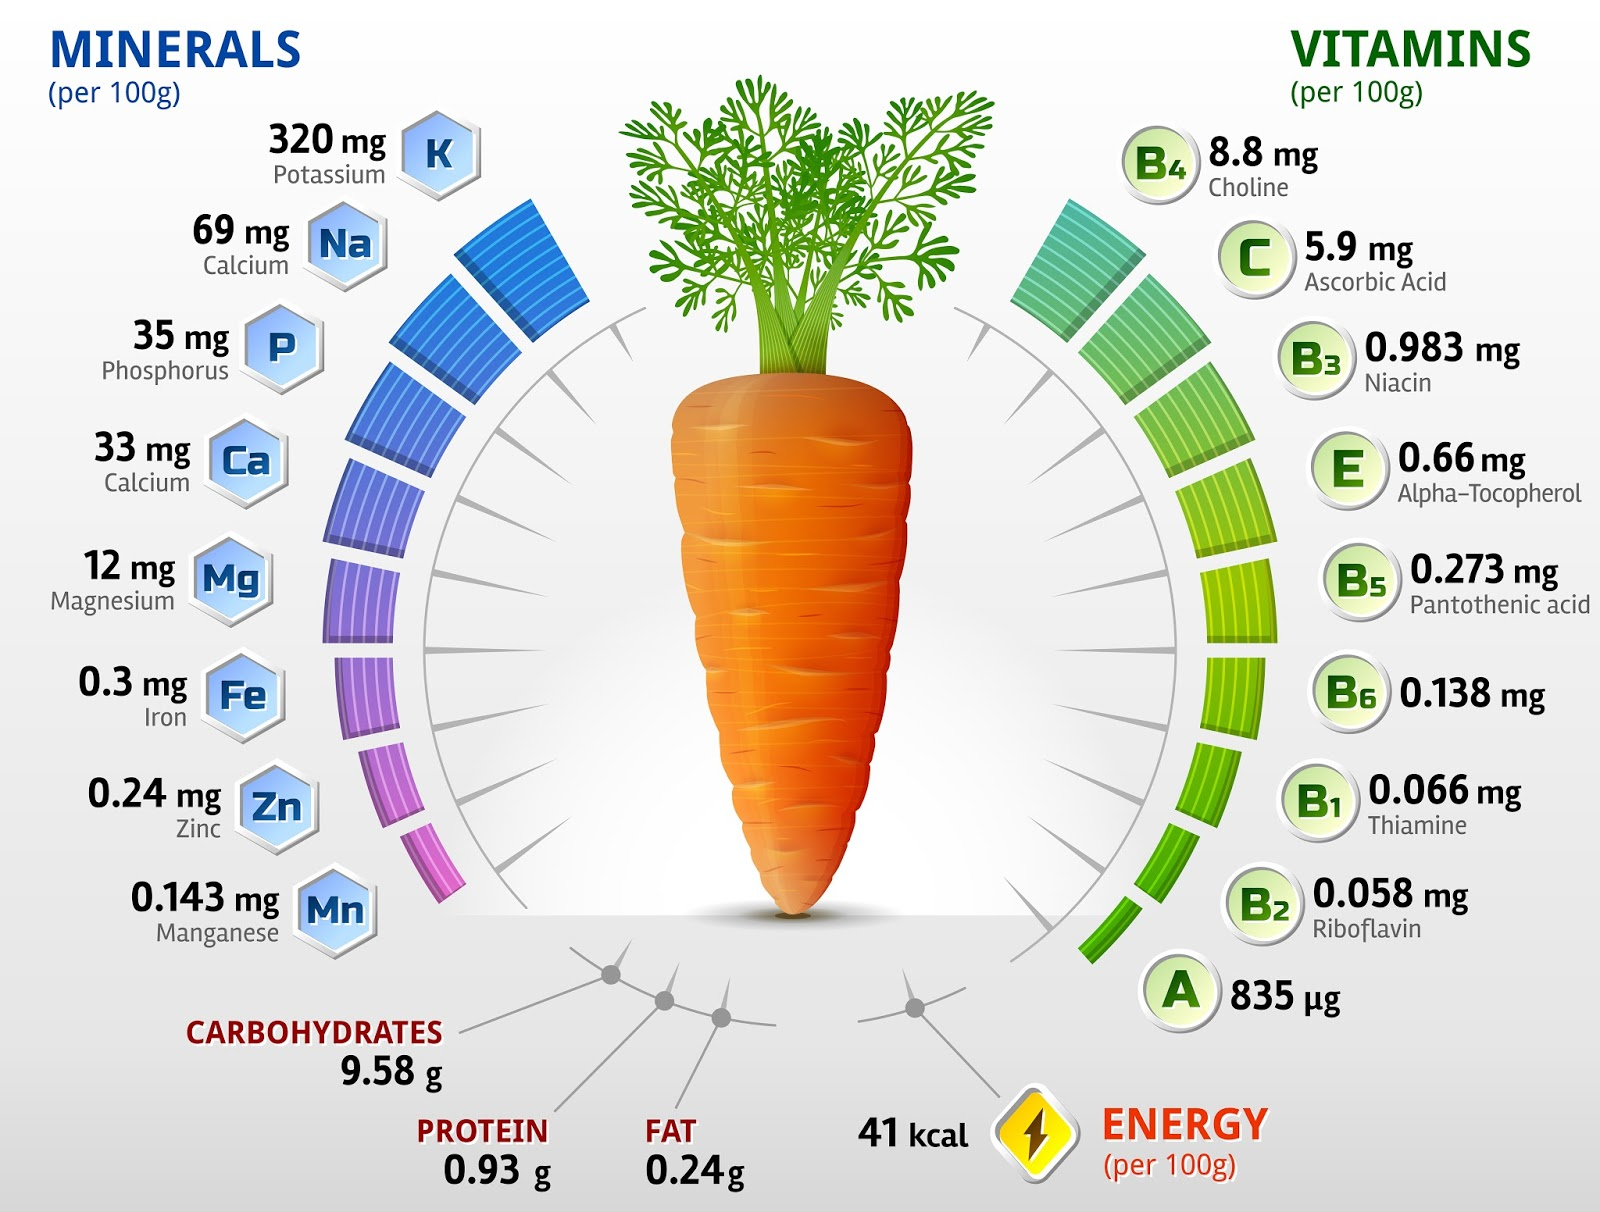 MINERALS
(per 100g)
320 mg
Potassium
K
69 mg
Calcium
Na
35 mg
Phosphorus
P
33 mg
Calcium
Ca
12 mg
Magnesium
Mg
0.3 mg
Iron
Fe
0.24 mg
Zinc
Zn
0.143 mg
Manganese
Mn
VITAMINS
(per 100g)
B4
8.8 mg
Choline
C
5.9 mg
Ascorbic Acid
B3
0.983 mg
Niacin
E
0.66 mg
Alpha-Tocopherol
B5
0.273 mg
Pantothenic acid
B6
0.138 mg
B1
0.066 mg
Thiamine
B2
0.058 mg
Riboflavin
A
835 µg
CARBOHYDRATES
9.58 g
PROTEIN
0.93 g
FAT
0.24 g
41 kcal
ENERGY
(per 100g)